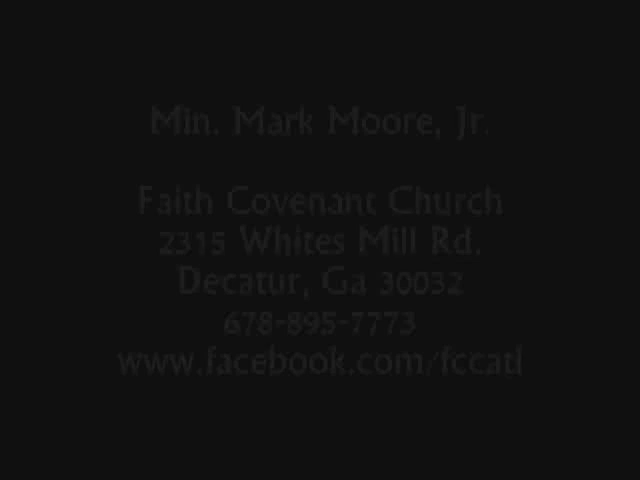 Min. Mark Moore, Jr.
Faith Covenant Church
2315 Whites Mill Rd.
Decatur, Ga 30032
678-895-7773
www.facebook.com/fccatl